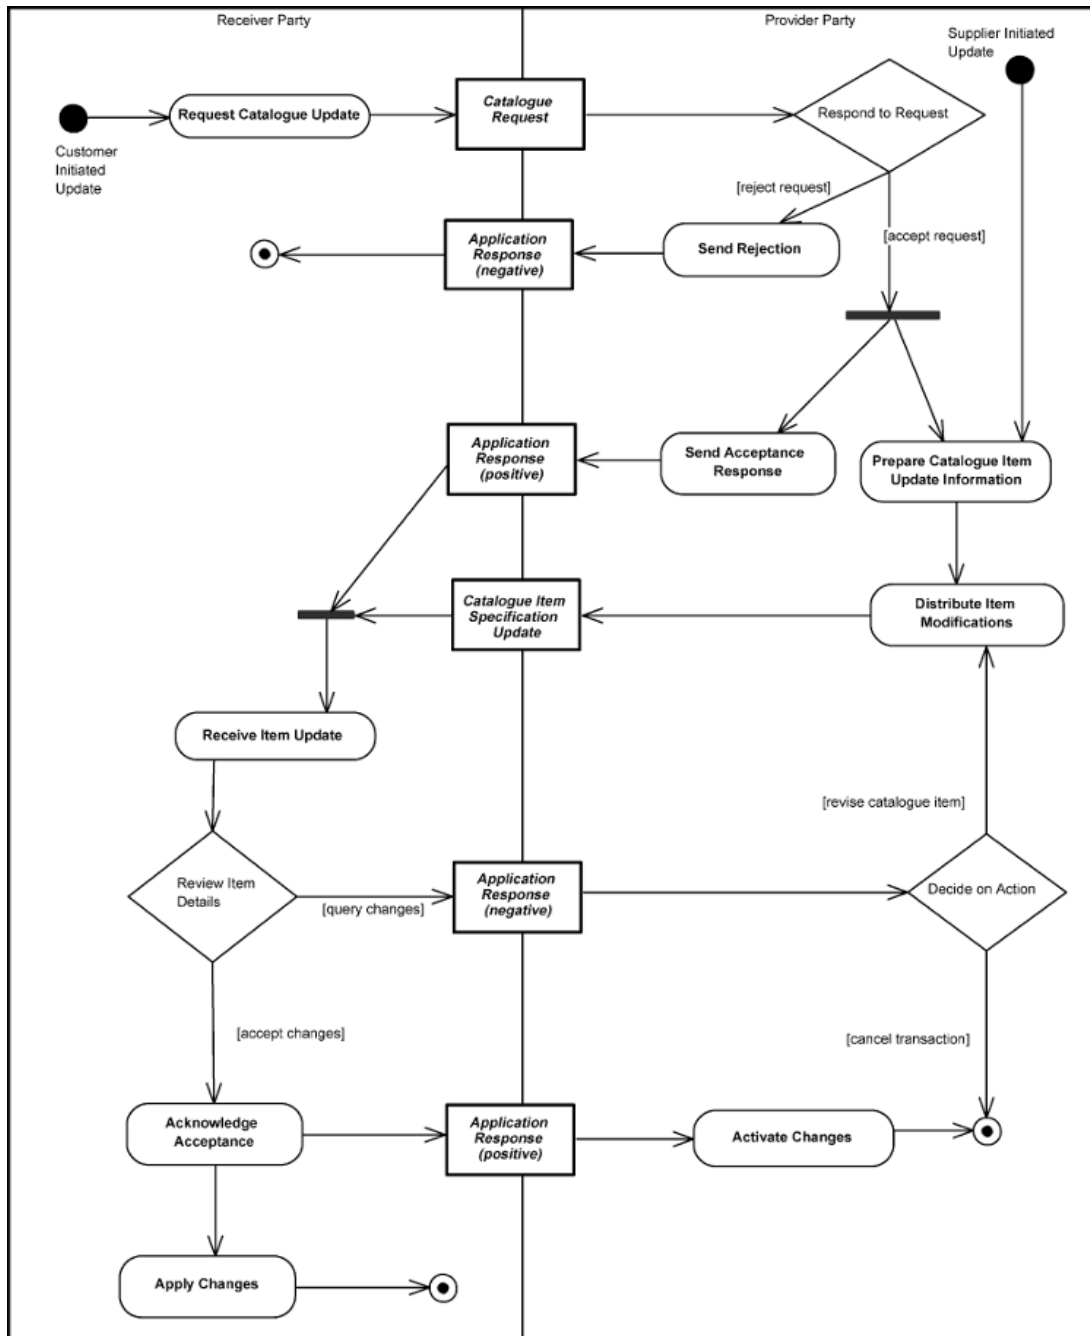 Receiver Party
Provider Party
Supplier Initiated
Update
Customer
Initiated
Update
Request Catalogue Update
Catalogue
Request
Respond to Request
[reject request]
[accept request]
Application
Response
(negative)
Send Rejection
Application
Response
(positive)
Send Acceptance
Response
Prepare Catalogue Item
Update Information
Catalogue Item
Specification
Update
Distribute Item
Modifications
Receive Item Update
[revise catalogue item]
Review Item
Details
[query changes]
Application
Response
(negative)
Decide on Action
[accept changes]
[cancel transaction]
Acknowledge
Acceptance
Application
Response
(positive)
Activate Changes
Apply Changes